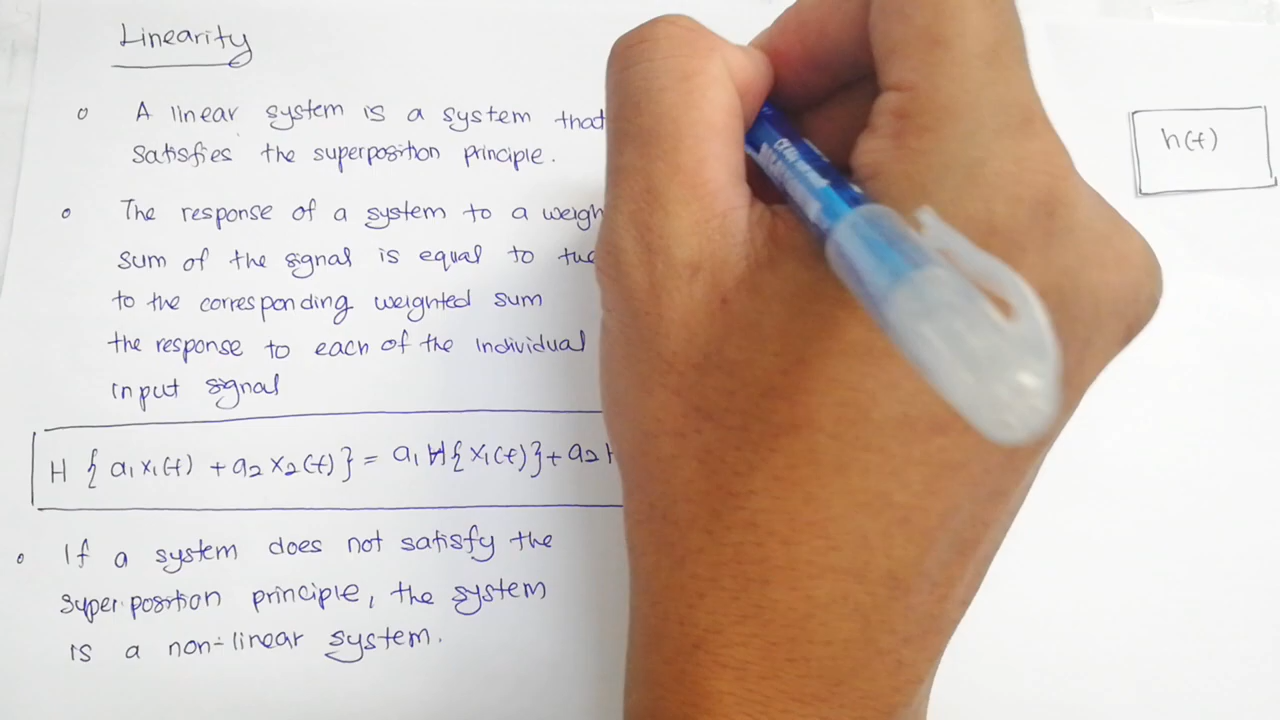 Linearity
o A linear system is a system that
satisfies the superposition principle.
o The response of a system to a
sum of the signal is equal to
to the corresponding weighted sum
the response to each of the individual
input signal
H { a1 x1(t) + a2 x2(t) } = a1 H { x1(t) } + a2
o If a system does not satisfy the
superposition principle, the system
is a non-linear system.
h(t)